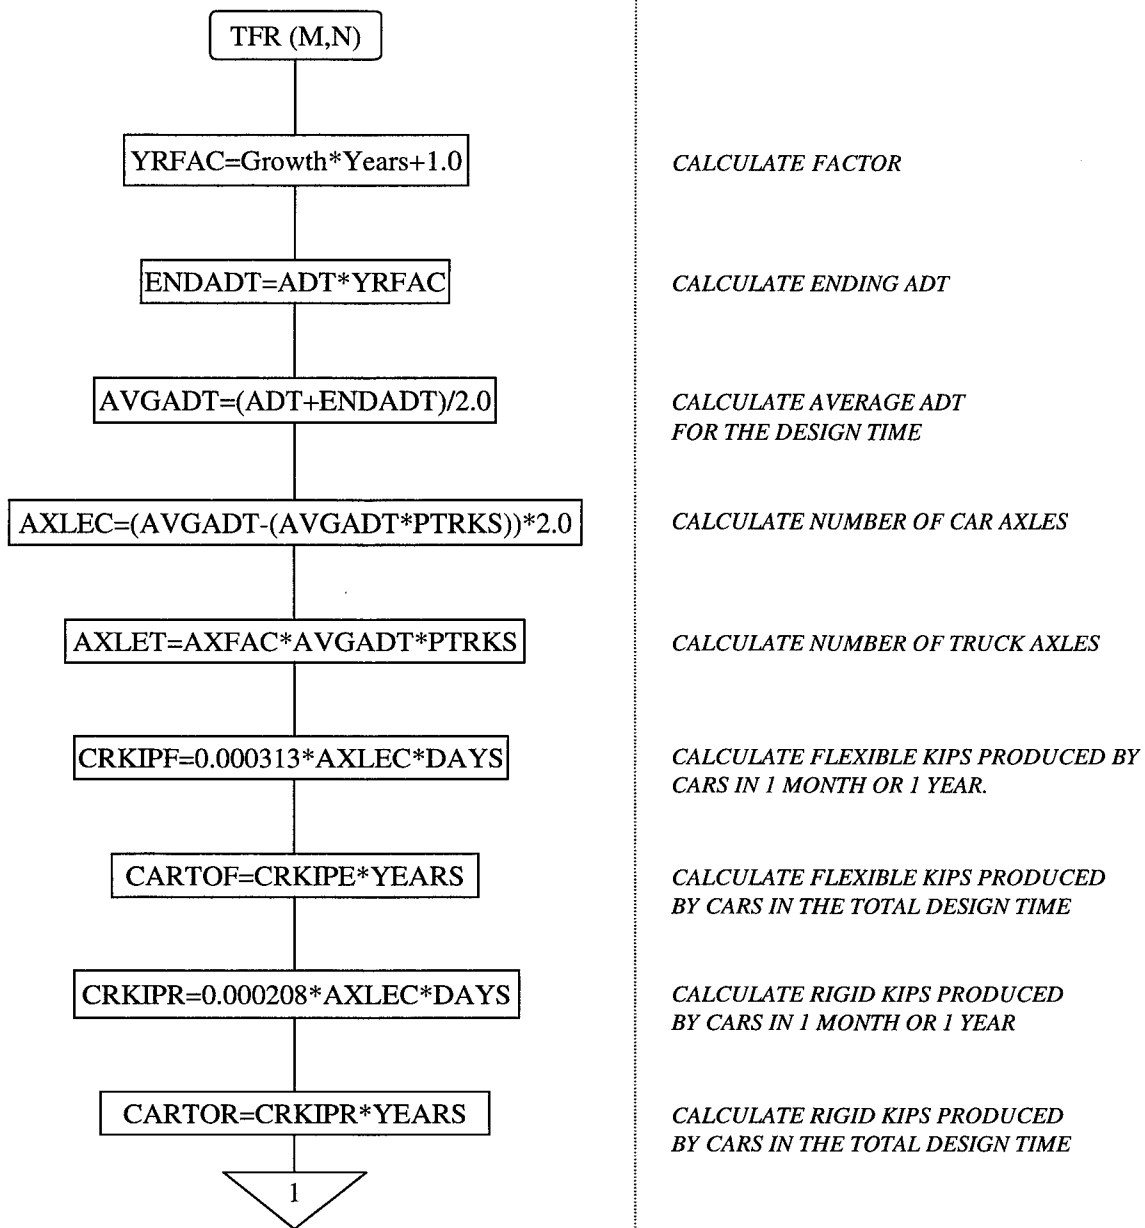 TFR (M,N)
YRFAC=Growth*Years+1.0
CALCULATE FACTOR
ENDADT=ADT*YRFAC
CALCULATE ENDING ADT
AVGADT=(ADT+ENDADT)/2.0
CALCULATE AVERAGE ADT
FOR THE DESIGN TIME
AXLEC=(AVGADT-(AVGADT*PTRKS))*2.0
CALCULATE NUMBER OF CAR AXLES
AXLET=AXFAC*AVGADT*PTRKS
CALCULATE NUMBER OF TRUCK AXLES
CRKIPF=0.000313*AXLEC*DAYS
CALCULATE FLEXIBLE KIPS PRODUCED BY
CARS IN 1 MONTH OR 1 YEAR.
CARTOF=CRKIPE*YEARS
CALCULATE FLEXIBLE KIPS PRODUCED
BY CARS IN THE TOTAL DESIGN TIME
CRKIPR=0.000208*AXLEC*DAYS
CALCULATE RIGID KIPS PRODUCED
BY CARS IN 1 MONTH OR 1 YEAR
CARTOR=CRKIPR*YEARS
CALCULATE RIGID KIPS PRODUCED
BY CARS IN THE TOTAL DESIGN TIME
1